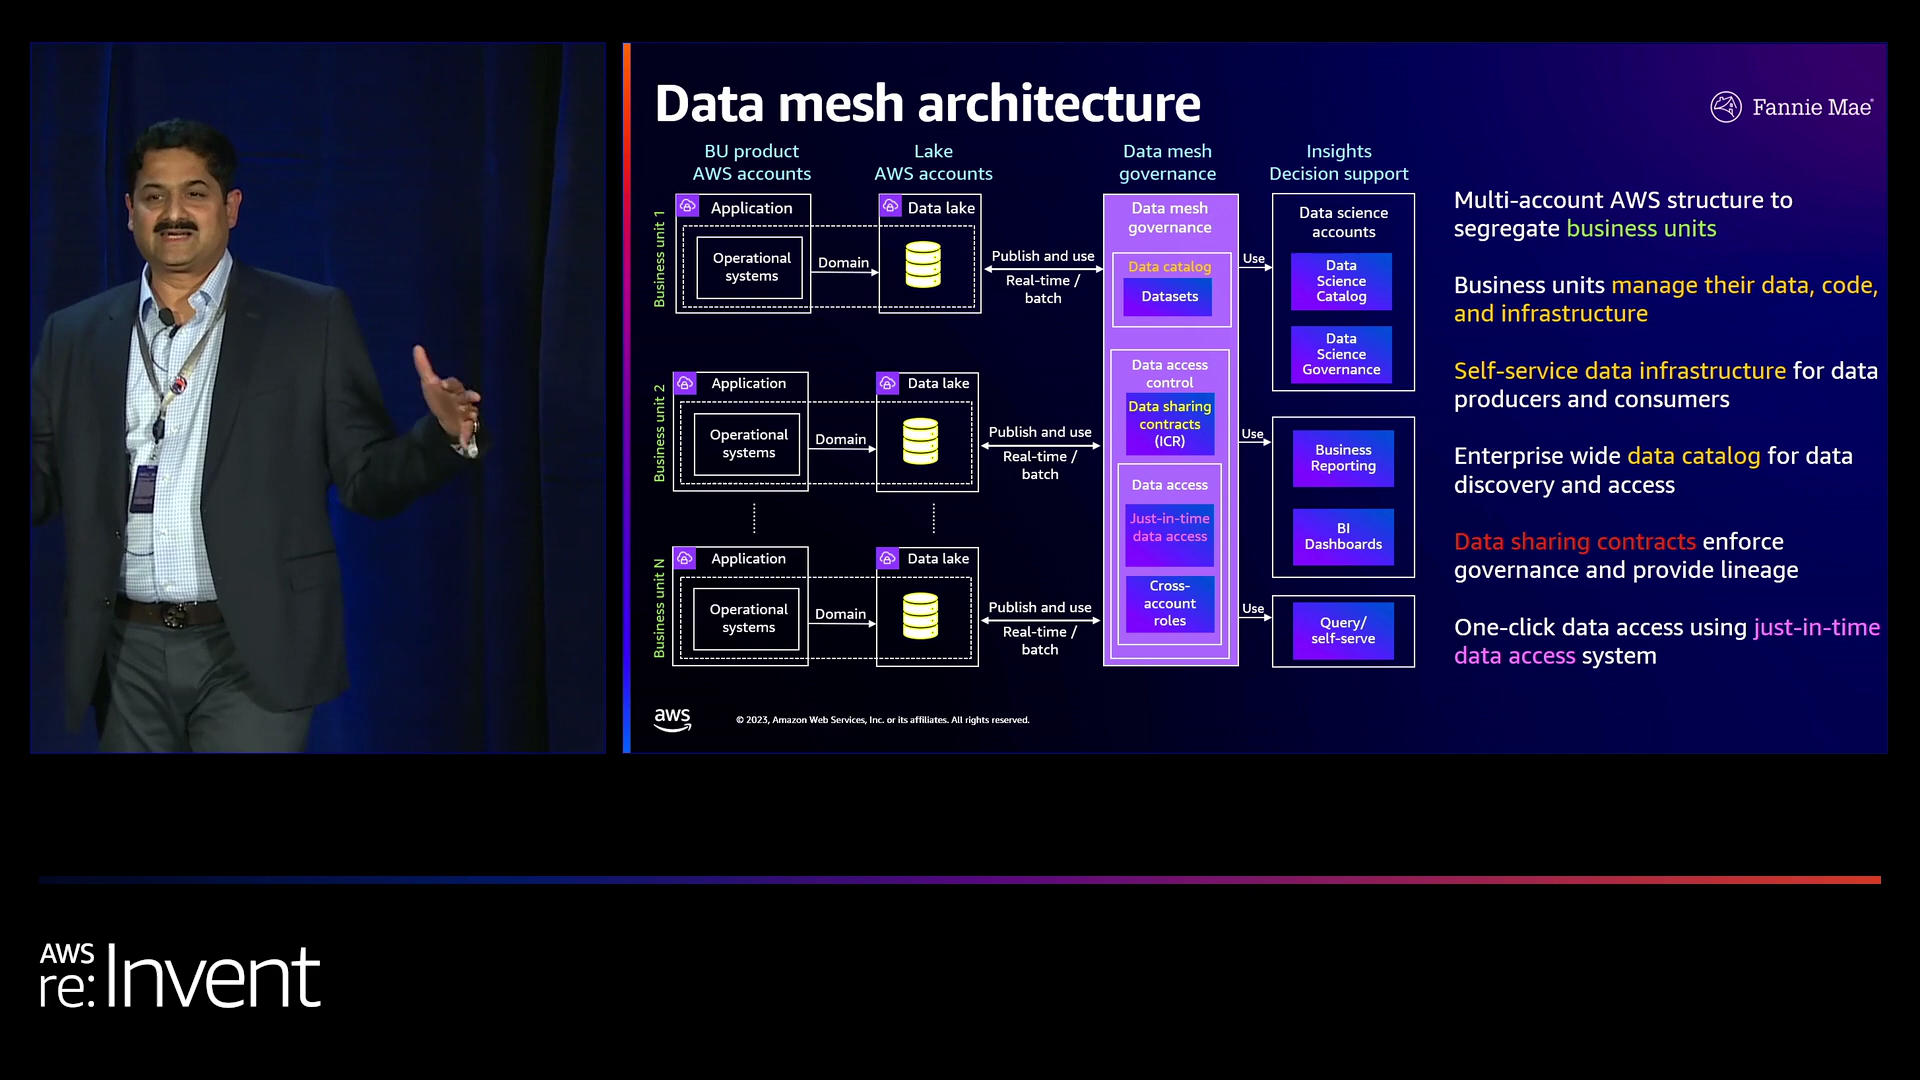 Data mesh architecture
Fannie Mae
BU product
AWS accounts
Lake
AWS accounts
Data mesh
governance
Insights
Decision support
Business unit 1
Application
Operational
systems
Domain
Data lake
Publish and use
Real-time /
batch
Business unit 2
Application
Operational
systems
Domain
Data lake
Publish and use
Real-time /
batch
Business unit N
Application
Operational
systems
Domain
Data lake
Publish and use
Real-time /
batch
Data mesh
governance
Data catalog
Datasets
Data access
control
Data sharing
contracts
(ICR)
Data access
Just-in-time
data access
Cross-
account
roles
Use
Use
Use
Data science
accounts
Data
Science
Catalog
Data
Science
Governance
Business
Reporting
BI
Dashboards
Query/
self-serve
Multi-account AWS structure to
segregate business units
Business units manage their data, code,
and infrastructure
Self-service data infrastructure for data
producers and consumers
Enterprise wide data catalog for data
discovery and access
Data sharing contracts enforce
governance and provide lineage
One-click data access using just-in-time
data access system
aws
© 2023, Amazon Web Services, Inc. or its affiliates. All rights reserved.
AWS
re:Invent